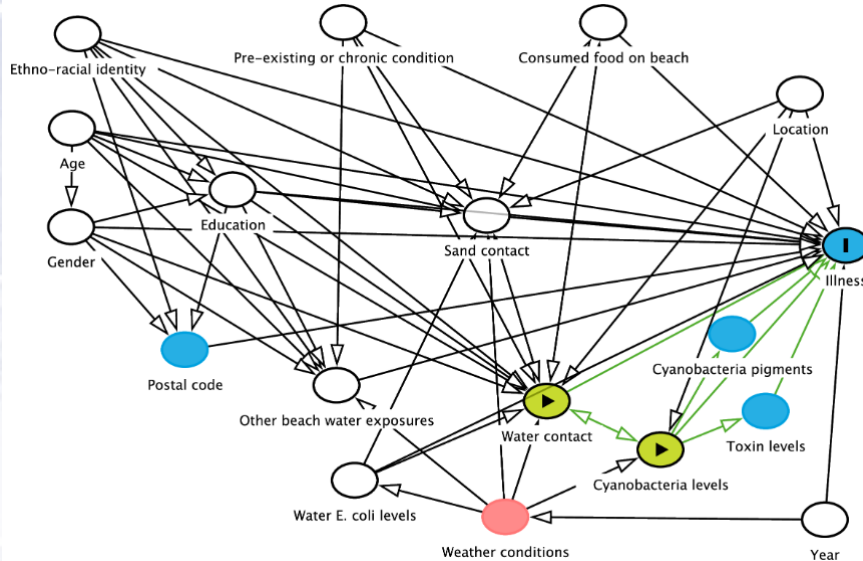 Ethno-racial identity
Pre-existing or chronic condition
Consumed food on beach
Location
Age
Education
Gender
Sand contact
Illness
Postal code
Cyanobacteria pigments
Other beach water exposures
Water contact
Toxin levels
Cyanobacteria levels
Water E. coli levels
Weather conditions
Year